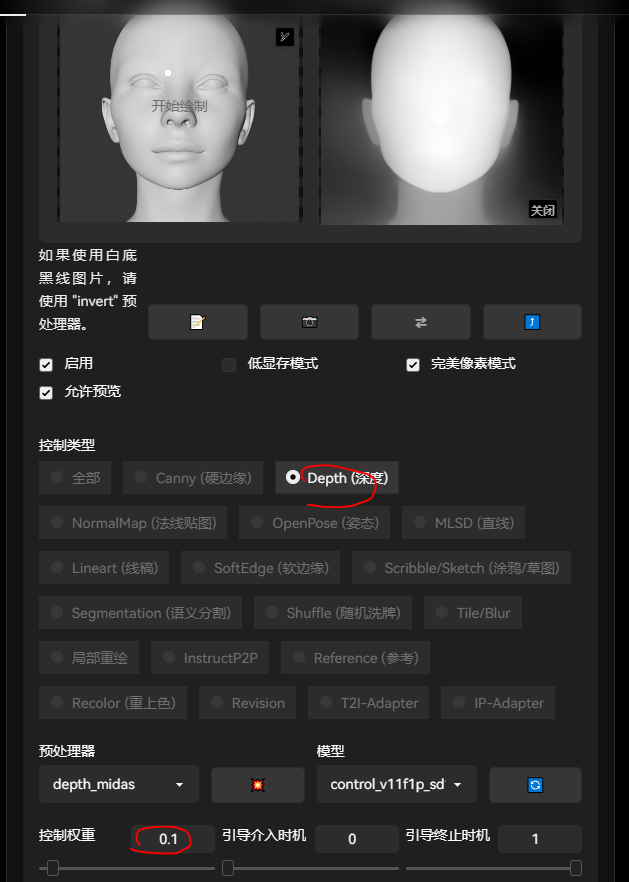 开始绘制
关闭
如果使用白底
黑线图片，请
使用 "invert" 预
处理器。
启用
低显存模式
完美像素模式
允许预览
控制类型
全部
Canny (硬边缘)
Depth (深度)
NormalMap (法线贴图)
OpenPose (姿态)
MLSD (直线)
Lineart (线稿)
SoftEdge (软边缘)
Scribble/Sketch (涂鸦/草图)
Segmentation (语义分割)
Shuffle (随机洗牌)
Tile/Blur
局部重绘
InstructP2P
Reference (参考)
Recolor (重上色)
Revision
T2I-Adapter
IP-Adapter
预处理器
模型
depth_midas
control_v11f1p_sd
控制权重
0.1
引导介入时机
0
引导终止时机
1